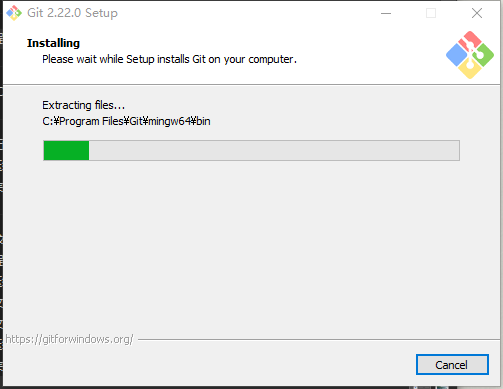 Git 2.22.0 Setup
Installing
Please wait while Setup installs Git on your computer.
Extracting files...
C:¥Program Files¥Git¥mingw64¥bin
https://gitforwindows.org/
Cancel